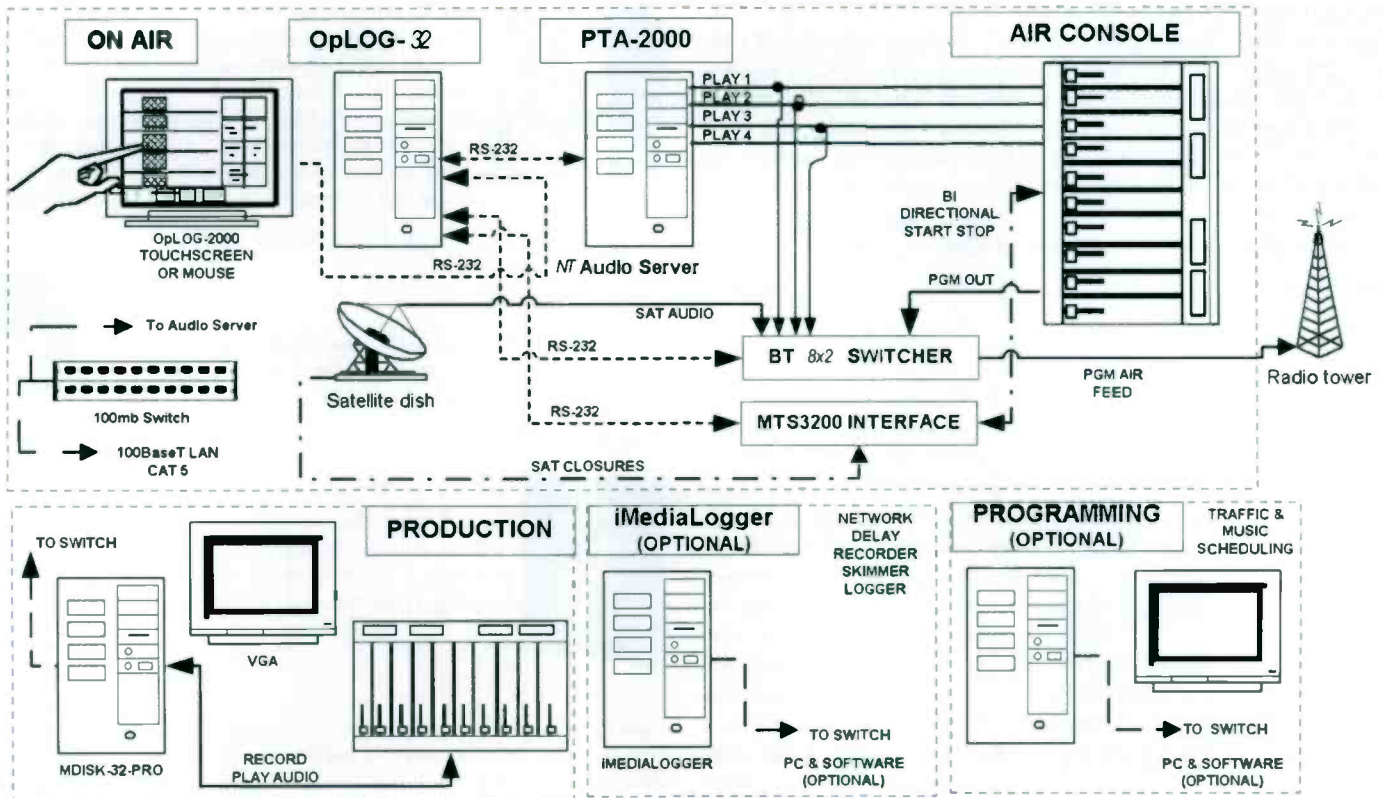 ON AIR
OpLOG-32
PTA-2000
AIR CONSOLE
PLAY 1
PLAY 2
PLAY 3
PLAY 4
RS-232
BI
DIRECTIONAL
START STOP
OpLOG-2000
TOUCHSCREEN
OR MOUSE
RS-232
NT Audio Server
PGM OUT
SAT AUDIO
To Audio Server
RS-232
BT 8x2 SWITCHER
PGM AIR
FEED
Radio tower
Satellite dish
100mb Switch
RS-232
MTS3200 INTERFACE
100BaseT LAN
CAT 5
SAT CLOSURES
PRODUCTION
TO SWITCH
VGA
RECORD
PLAY AUDIO
MDISK-32-PRO
iMediaLogger
(OPTIONAL)
NETWORK
DELAY
RECORDER
SKIMMER
LOGGER
TO SWITCH
iMEDIALOGGER
PC & SOFTWARE
(OPTIONAL)
PROGRAMMING
(OPTIONAL)
TRAFFIC &
MUSIC
SCHEDULING
TO SWITCH
PC & SOFTWARE
(OPTIONAL)